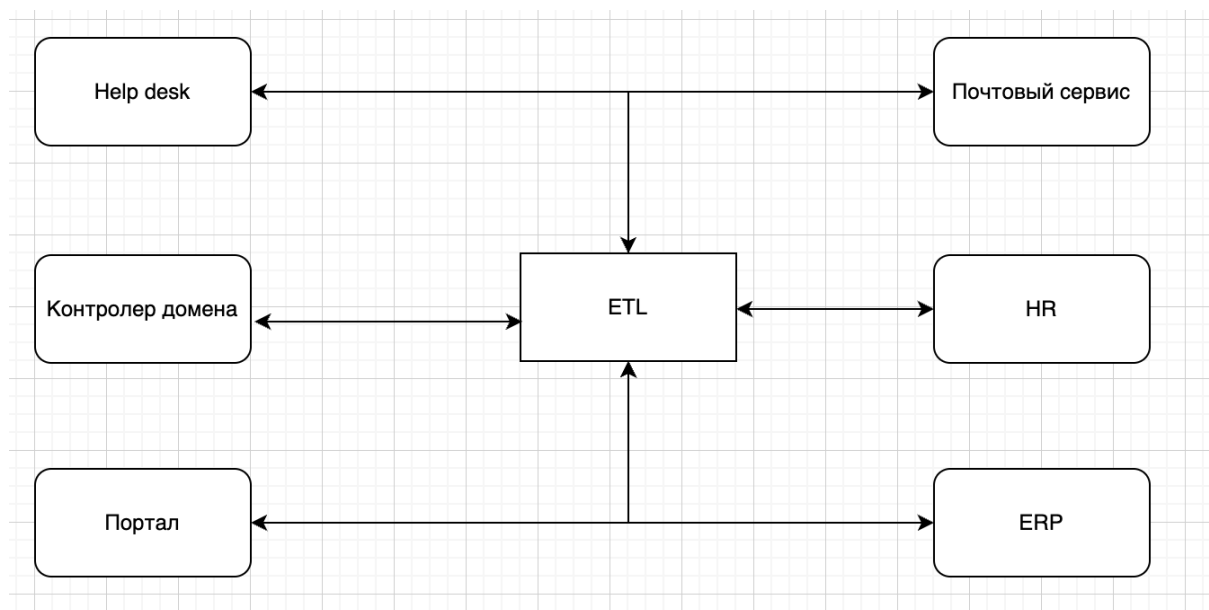 Help desk
Почтовый сервис
Контролер домена
ETL
HR
Портал
ERP